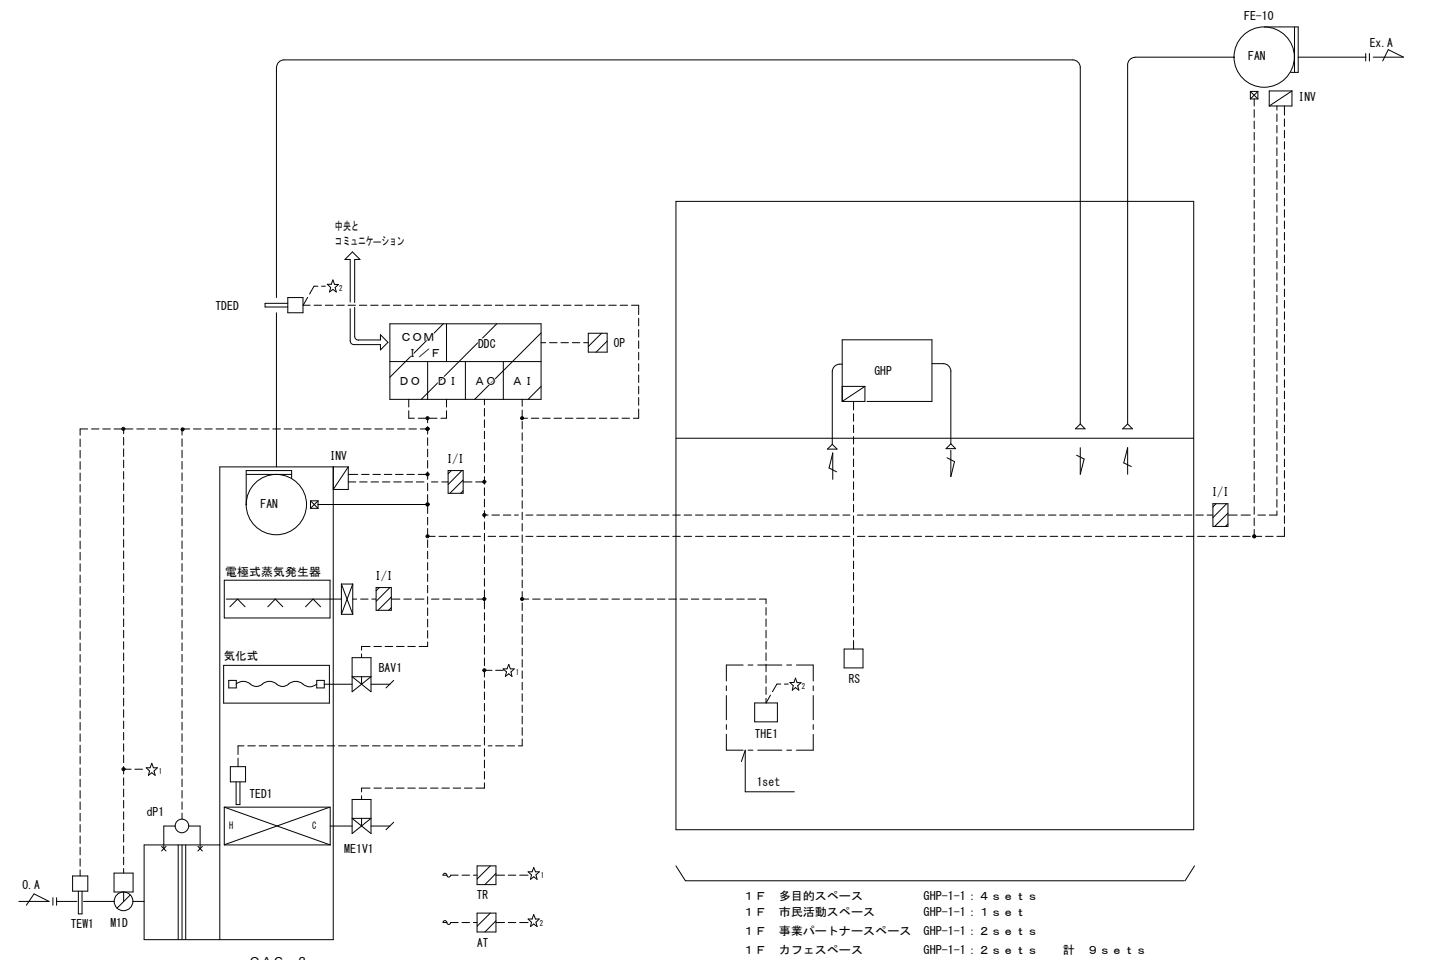 FE-10
Ex.A
FAN
INV
中央と
コミュニケーション
☆2
TDED
COM
I/F
DDC
OP
DO DI AO AI
GHP
INV
I/I
FAN
I/I
電極式蒸気発生器
I/I
気化式
BAV1
☆1
RS
☆2
THE1
1set
☆1
TED1
dP1
H C
ME1V1
O.A
TEW1 M1D
☆1
TR
☆2
AT
1F 多目的スペース GHP-1-1:4sets
1F 市民活動スペース GHP-1-1:1set
1F 事業パートナースペース GHP-1-1:2sets
1F カフェスペース GHP-1-1:2sets 計 9sets